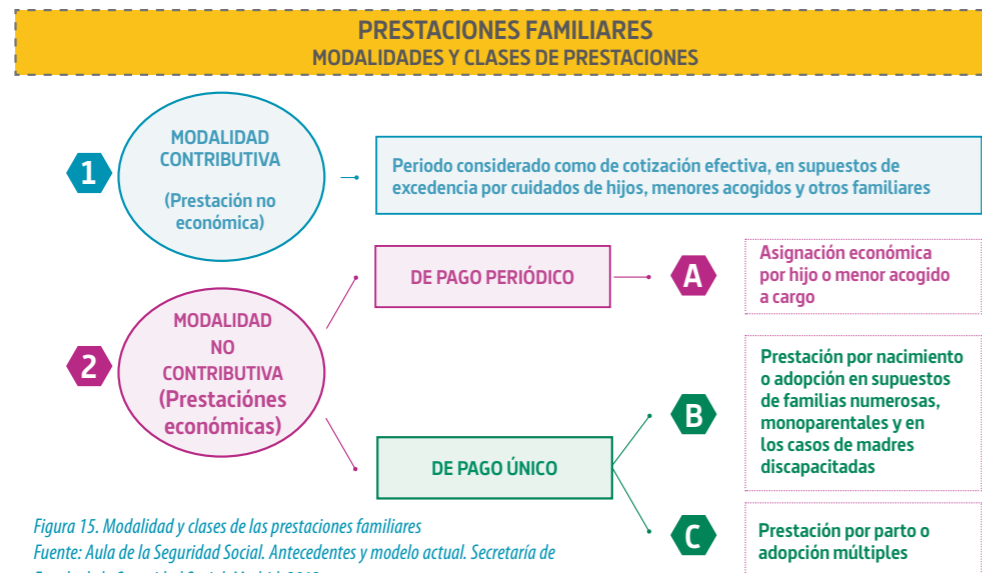 PRESTACIONES FAMILIARES
MODALIDADES Y CLASES DE PRESTACIONES
1
MODALIDAD
CONTRIBUTIVA
(Prestación no
económica)
Periodo considerado como de cotización efectiva, en supuestos de
excedencia por cuidados de hijos, menores acogidos y otros familiares
2
MODALIDAD
NO
CONTRIBUTIVA
(Prestaciónes
económicas)
DE PAGO PERIÓDICO
A
Asignación económica
por hijo o menor acogido
a cargo
DE PAGO ÚNICO
B
Prestación por nacimiento
o adopción en supuestos
de familias numerosas,
monoparentales y en
los casos de madres
discapacitadas
C
Prestación por parto o
adopción múltiples
Figura 15. Modalidad y clases de las prestaciones familiares
Fuente: Aula de la Seguridad Social. Antecedentes y modelo actual. Secretaría de